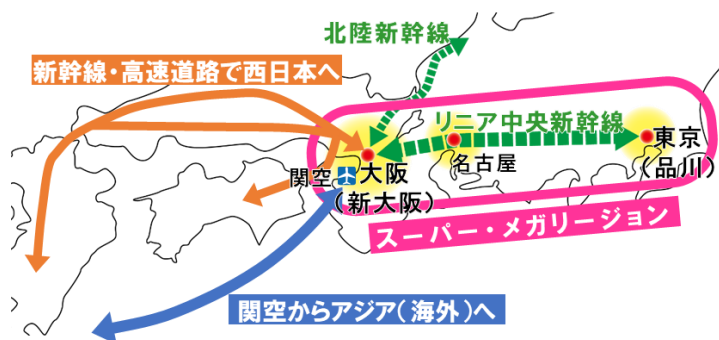 北陸新幹線
新幹線・高速道路で西日本へ
リニア中央新幹線
東京
(品川)
名古屋
関空
大阪
(新大阪)
スーパー・メガリージョン
関空からアジア(海外)へ